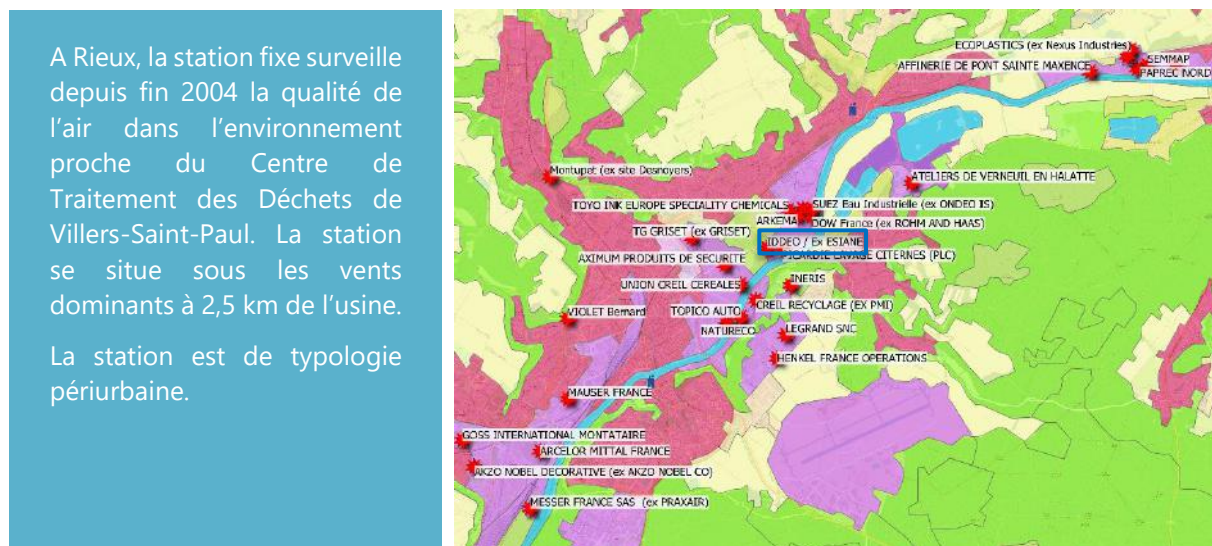 A Rieux, la station fixe surveille
depuis fin 2004 la qualité de
l'air dans l'environnement
proche du Centre de
Traitement des Déchets de
Villers-Saint-Paul. La station
se situe sous les vents
dominants à 2,5 km de l'usine.
La station est de typologie
périurbaine.
ECOPLASTICS (ex Nexus Industries)
SEMMAP
AFFINERIE DE PONT SAINTE MAXENCE
PAPREC NORD
Montupet (ex site Desnoyers)
ATELIERS DE VERNEUIL EN HALATTE
TOYO INK EUROPE SPECIALITY CHEMICALS
SUEZ Eau Industrielle (ex ONDEO IS)
ARKEMA
DOW France (ex ROHM AND HAAS)
TG GRISET (ex GRISET)
IDDEO / Ex ESIANE
PICARDIE LAVAGE CITERNES (PLC)
AXIMUM PRODUITS DE SECURITE
INERIS
UNION CREIL CEREALES
CREIL RECYCLAGE (EX PMI)
VIOLET Bernard
TOPICO AUTO
NATURECO
LEGRAND SNC
HENKEL FRANCE OPERATIONS
MAUSER FRANCE
GOSS INTERNATIONAL MONTATAIRE
ARCELOR MITTAL FRANCE
AKZO NOBEL DECORATIVE (ex AKZO NOBEL CO)
MESSER FRANCE SAS (ex PRAXAIR)